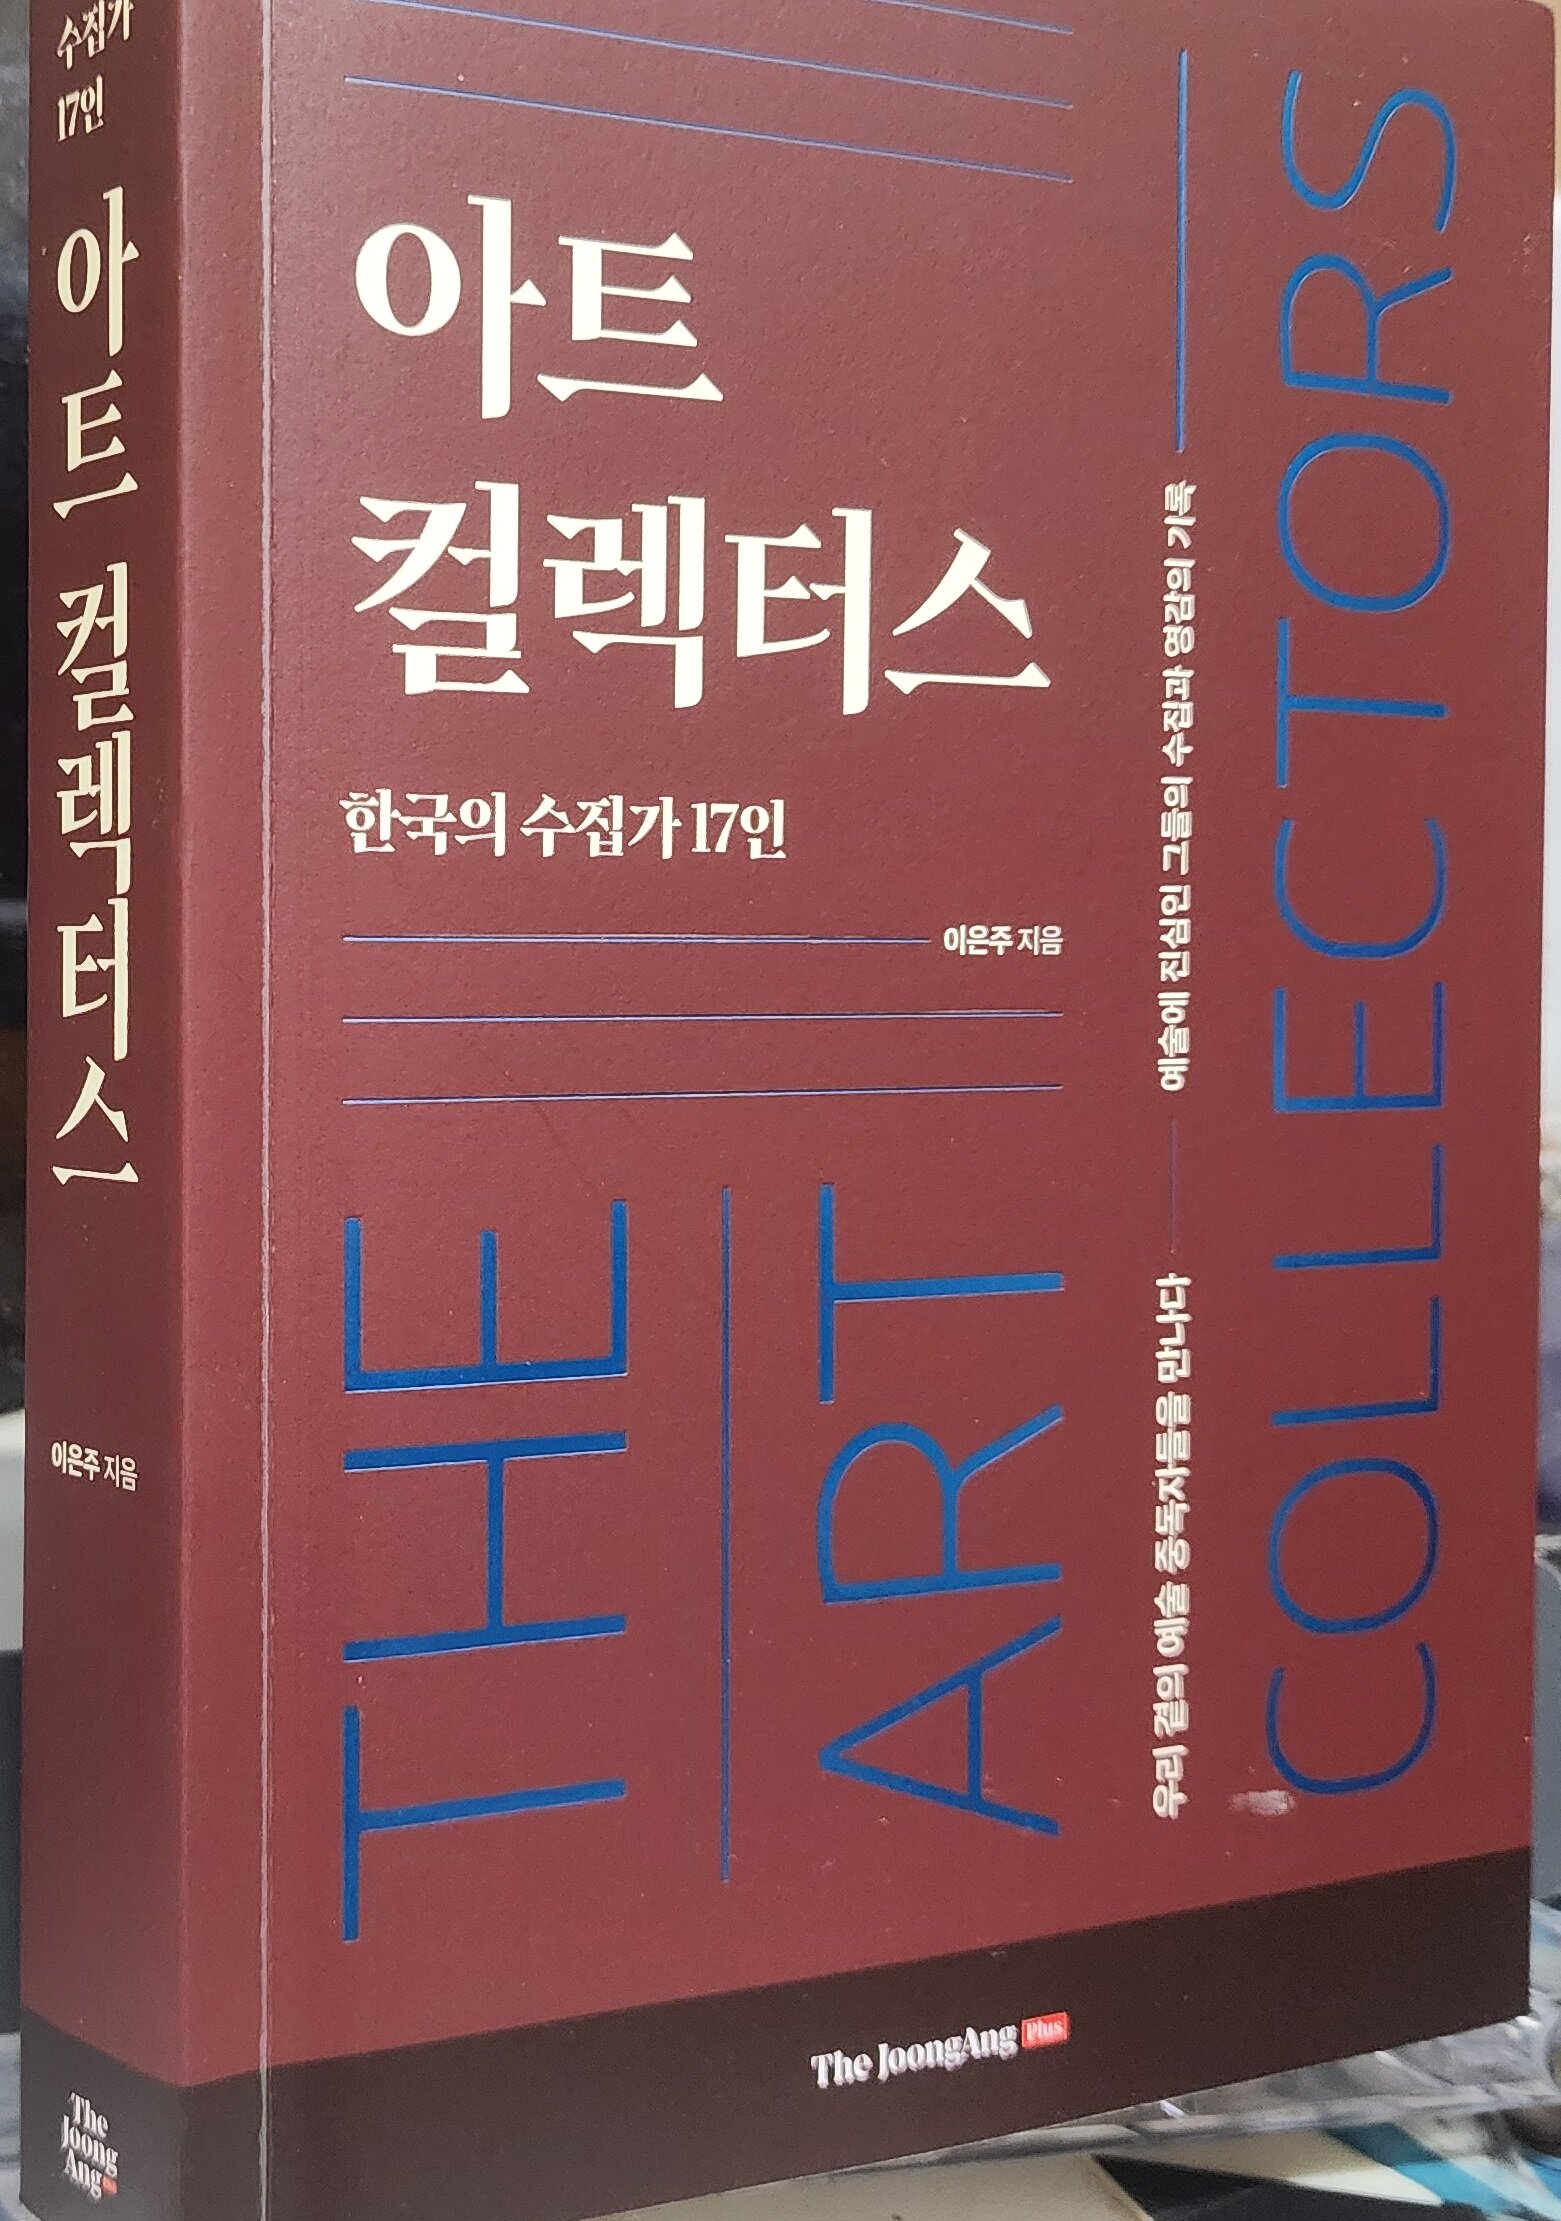 수집가
17인
아트 컬렉터스
이은주 지음
The
Joong
Ang
아트
컬렉터스
한국의 수집가 17인
이은주 지음
THE
ART
우리 곁의 예술 중독자들을 만나다
예술에 진심인 그들의 수집과 영감의 기록
COLLECTORS
The JoongAng Plus